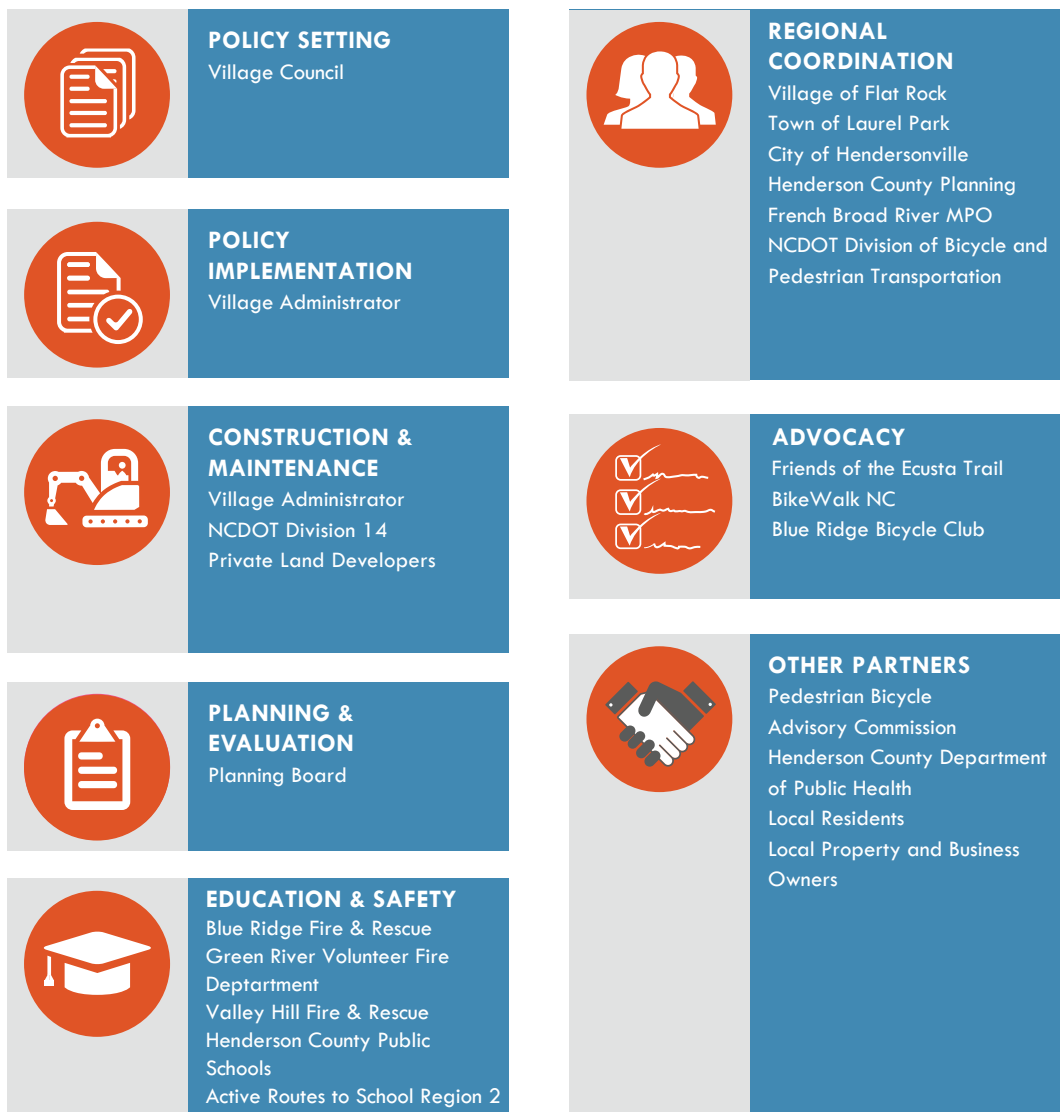 POLICY SETTING
Village Council
POLICY
IMPLEMENTATION
Village Administrator
CONSTRUCTION &
MAINTENANCE
Village Administrator
NCDOT Division 14
Private Land Developers
PLANNING &
EVALUATION
Planning Board
EDUCATION & SAFETY
Blue Ridge Fire & Rescue
Green River Volunteer Fire
Deptartment
Valley Hill Fire & Rescue
Henderson County Public
Schools
Active Routes to School Region 2
REGIONAL
COORDINATION
Village of Flat Rock
Town of Laurel Park
City of Hendersonville
Henderson County Planning
French Broad River MPO
NCDOT Division of Bicycle and
Pedestrian Transportation
ADVOCACY
Friends of the Ecusta Trail
BikeWalk NC
Blue Ridge Bicycle Club
OTHER PARTNERS
Pedestrian Bicycle
Advisory Commission
Henderson County Department
of Public Health
Local Residents
Local Property and Business
Owners